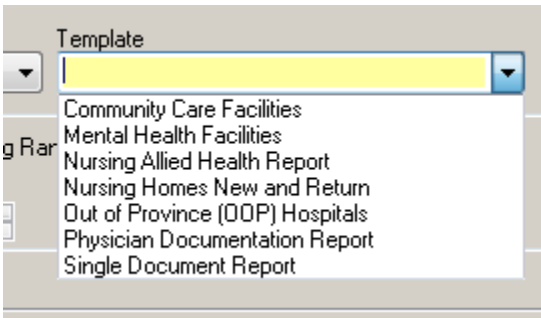 Template
Community Care Facilities
Mental Health Facilities
g Rar
Nursing Allied Health Report
Nursing Homes New and Return
Out of Province (OOP) Hospitals
Physician Documentation Report
Single Document Report